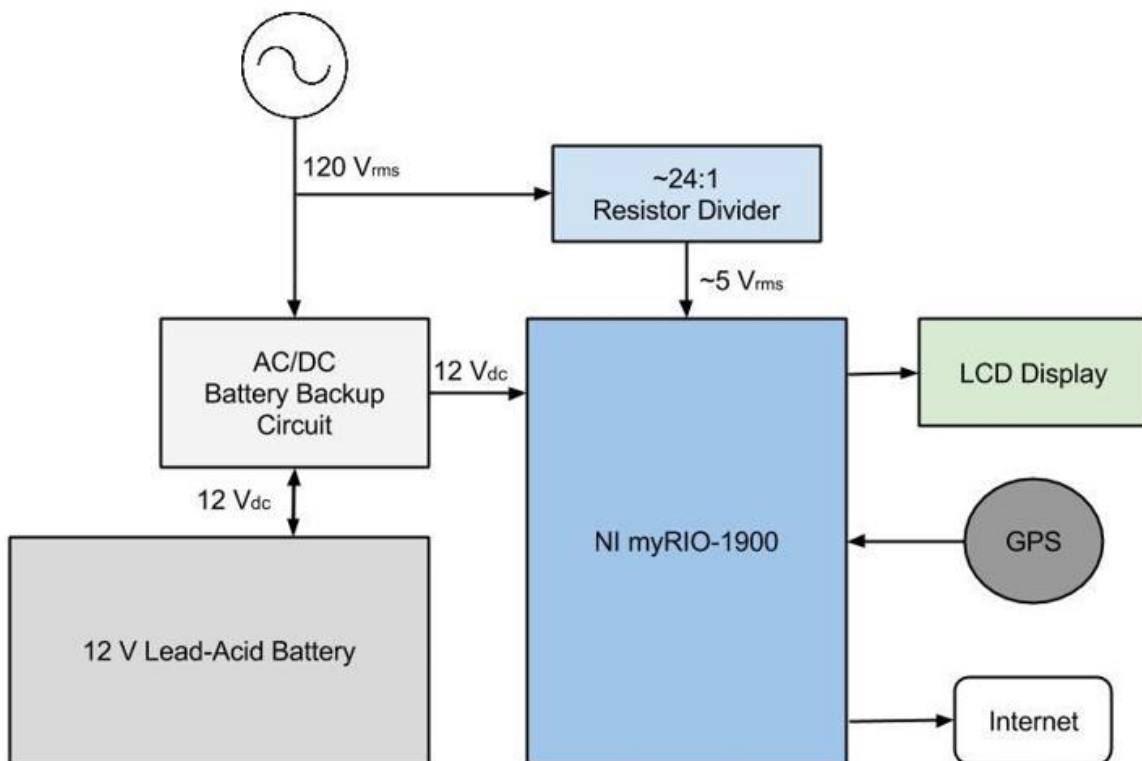 120 Vrms
~24:1
Resistor Divider
~5 Vrms
AC/DC
Battery Backup
Circuit
12 Vdc
LCD Display
12 Vdc
NI myRIO-1900
GPS
12 V Lead-Acid Battery
Internet